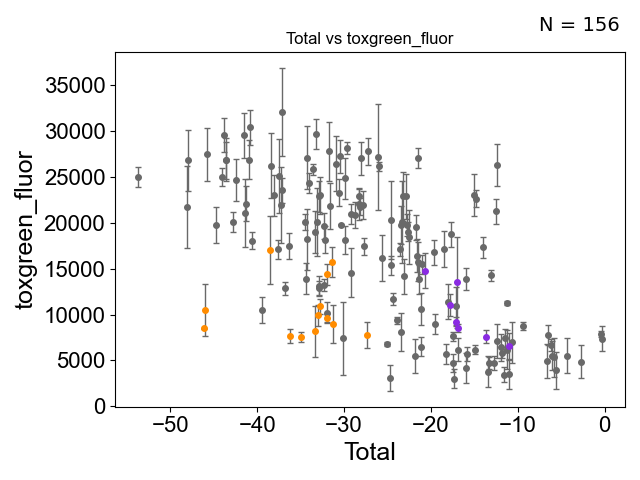 N = 156
Total vs toxgreen_fluor
35000
30000
25000
20000
15000
10000
5000
0
toxgreen_fluor
−50 −40 −30 −20 −10 0
Total